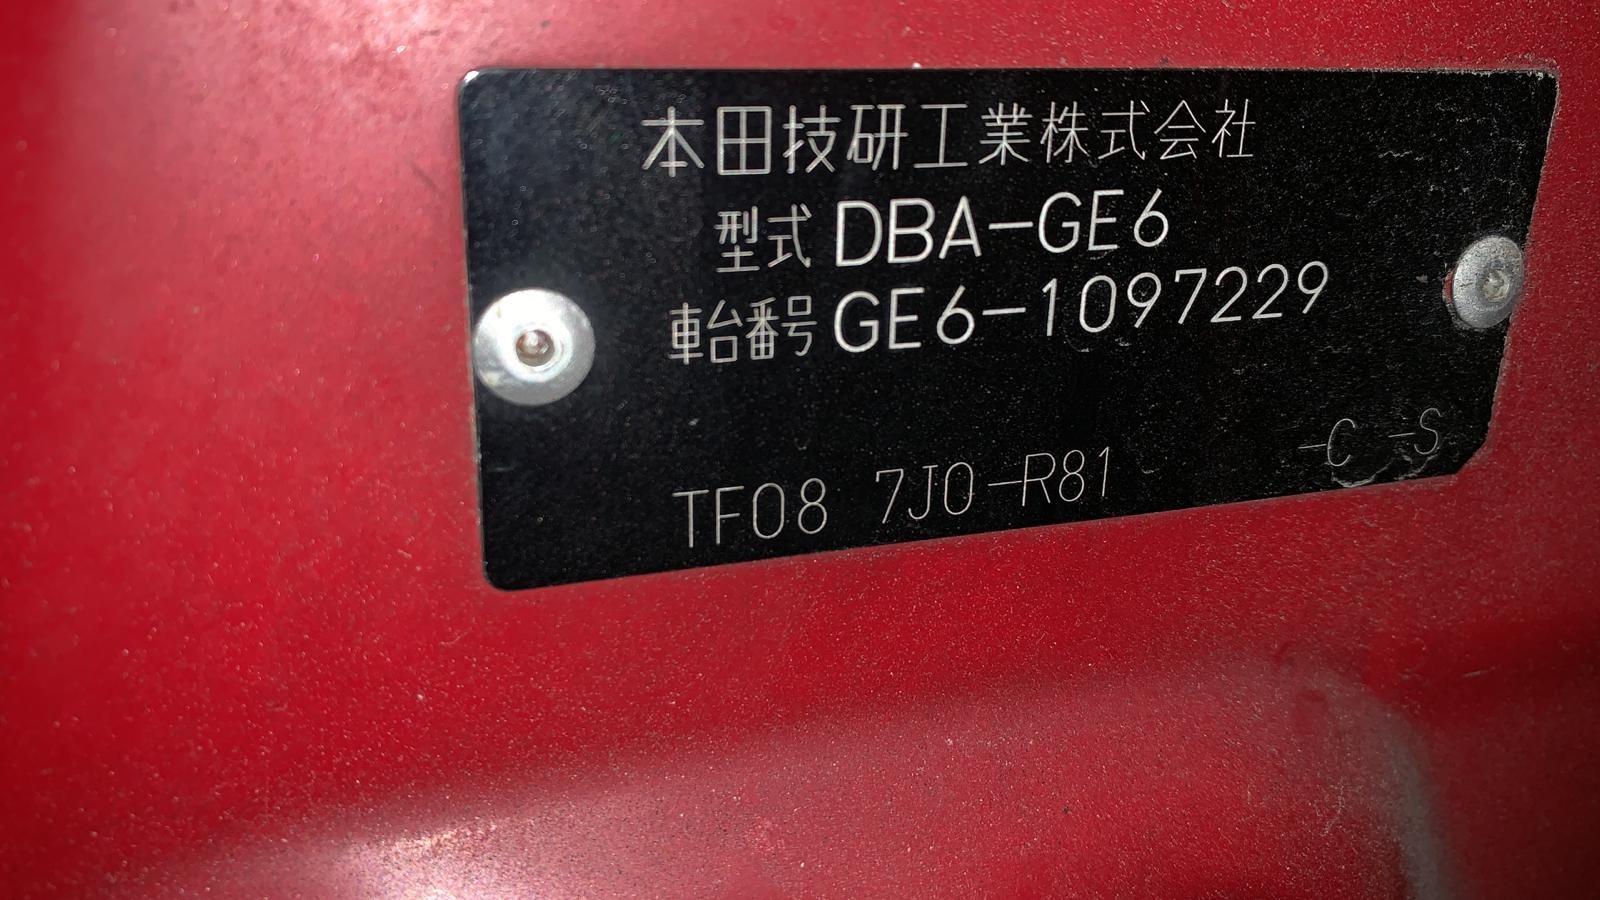 本田技研工業株式会社
型式 DBA-GE6
車台番号 GE6-1097229
TF08 7J0-R81 -C -S